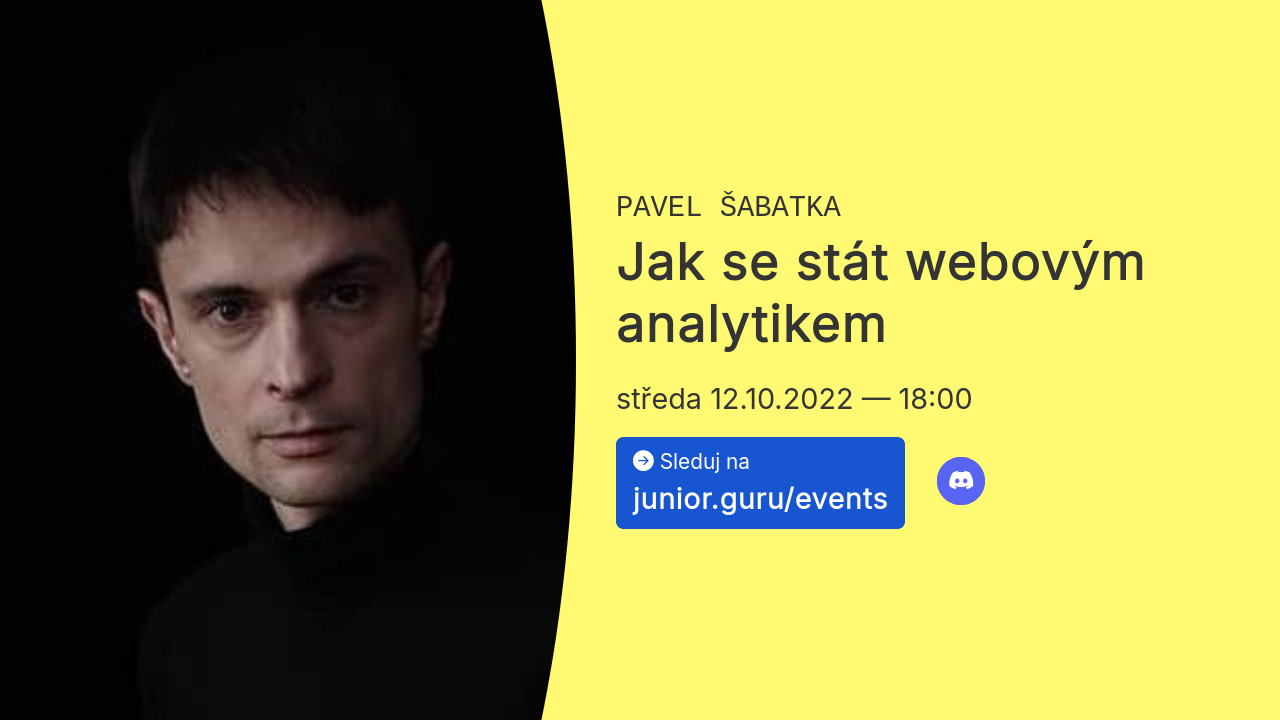 PAVEL ŠABATKA
Jak se stát webovým
analytikem
středa 12.10.2022 — 18:00
Sleduj na
junior.guru/events